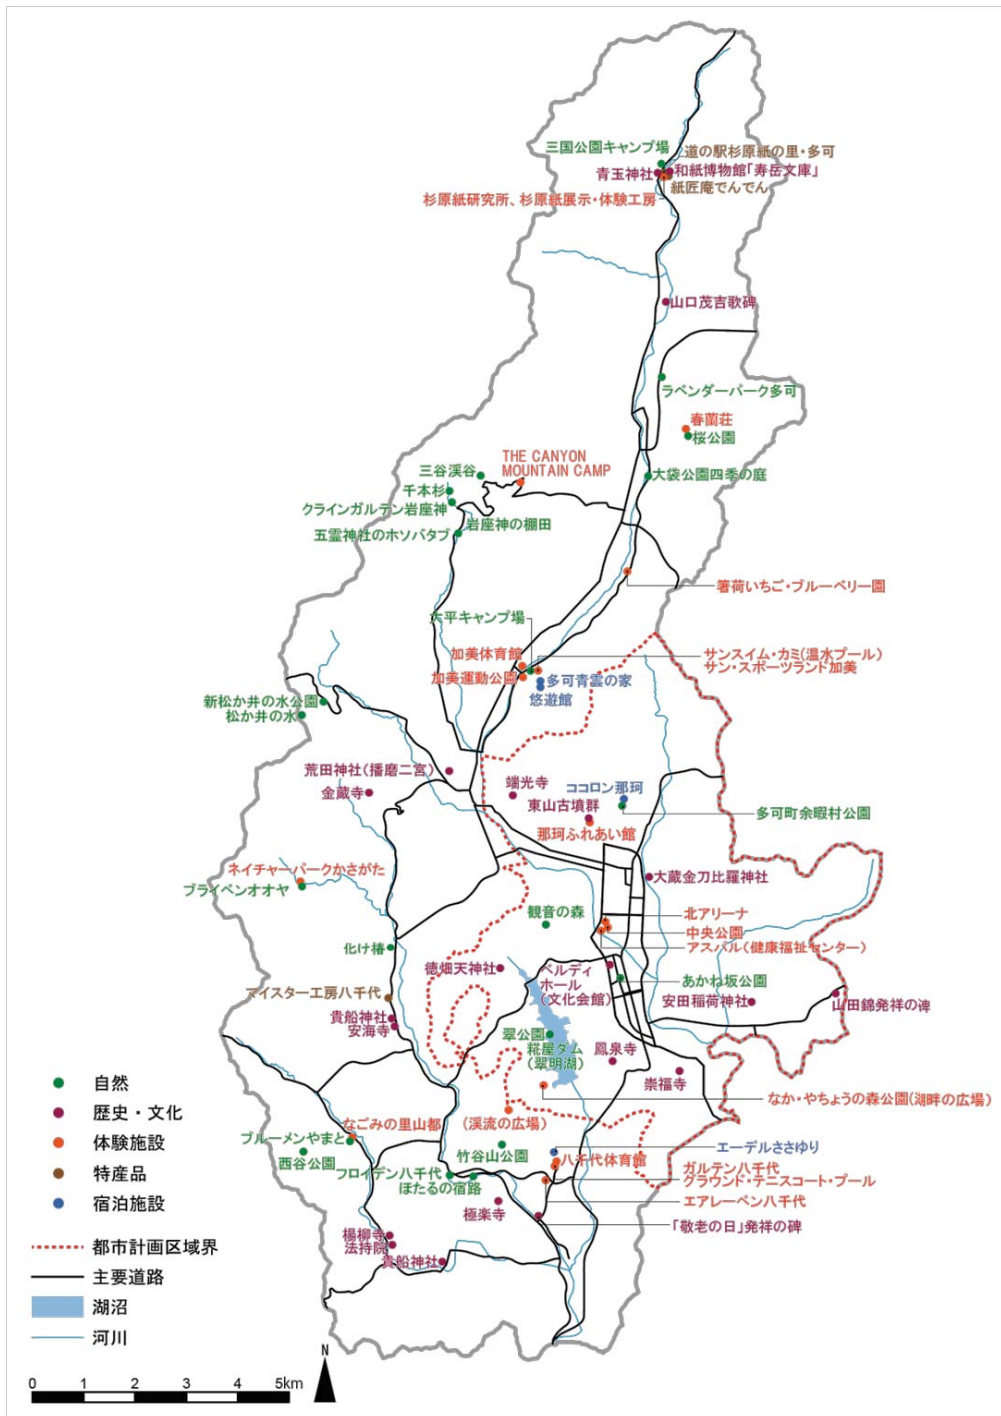 三国公園キャンプ場
道の駅杉原紙の里・多可
青玉神社
和紙博物館「寿岳文庫」
紙匠庵でんでん
杉原紙研究所、杉原紙展示・体験工房
山口茂吉歌碑
ラベンダーパーク多可
春蘭荘
桜公園
THE CANYON
MOUNTAIN CAMP
三谷渓谷
大袋公園四季の庭
千本杉
クラインガルテン岩座神
岩座神の棚田
五霊神社のホソバタブ
箸荷いちご・ブルーベリー園
大平キャンプ場
加美体育館
サンスイム・カミ(温水プール)
サン・スポーツランド加美
加美運動公園
多可青雲の家
悠遊館
新松か井の水公園
松か井の水
荒田神社(播磨二宮)
金蔵寺
端光寺
ココロン那珂
東山古墳群
多可町余暇村公園
那珂ふれあい館
ネイチャーパークかさがた
ブライベンオオヤ
大蔵金刀比羅神社
観音の森
北アリーナ
中央公園
アスパル(健康福祉センター)
化け椿
徳畑天神社
ベルディ
ホール
(文化会館)
あかね坂公園
マイスター工房八千代
安田稲荷神社
山田錦発祥の碑
貴船神社
安海寺
翠公園
糀屋ダム
(翠明湖)
鳳泉寺
崇福寺
なか・やちょうの森公園(湖畔の広場)
(渓流の広場)
なごみの里山都
ブルーメンやまと
西谷公園
竹谷山公園
エーデルささゆり
八千代体育館
フロイデン八千代
ほたるの宿路
ガルテン八千代
グラウンド・テニスコート・プール
エアレーベン八千代
極楽寺
「敬老の日」発祥の碑
楊柳寺
法持院
貴船神社
自然
歴史・文化
体験施設
特産品
宿泊施設
都市計画区域界
主要道路
湖沼
河川
N
0 1 2 3 4 5km